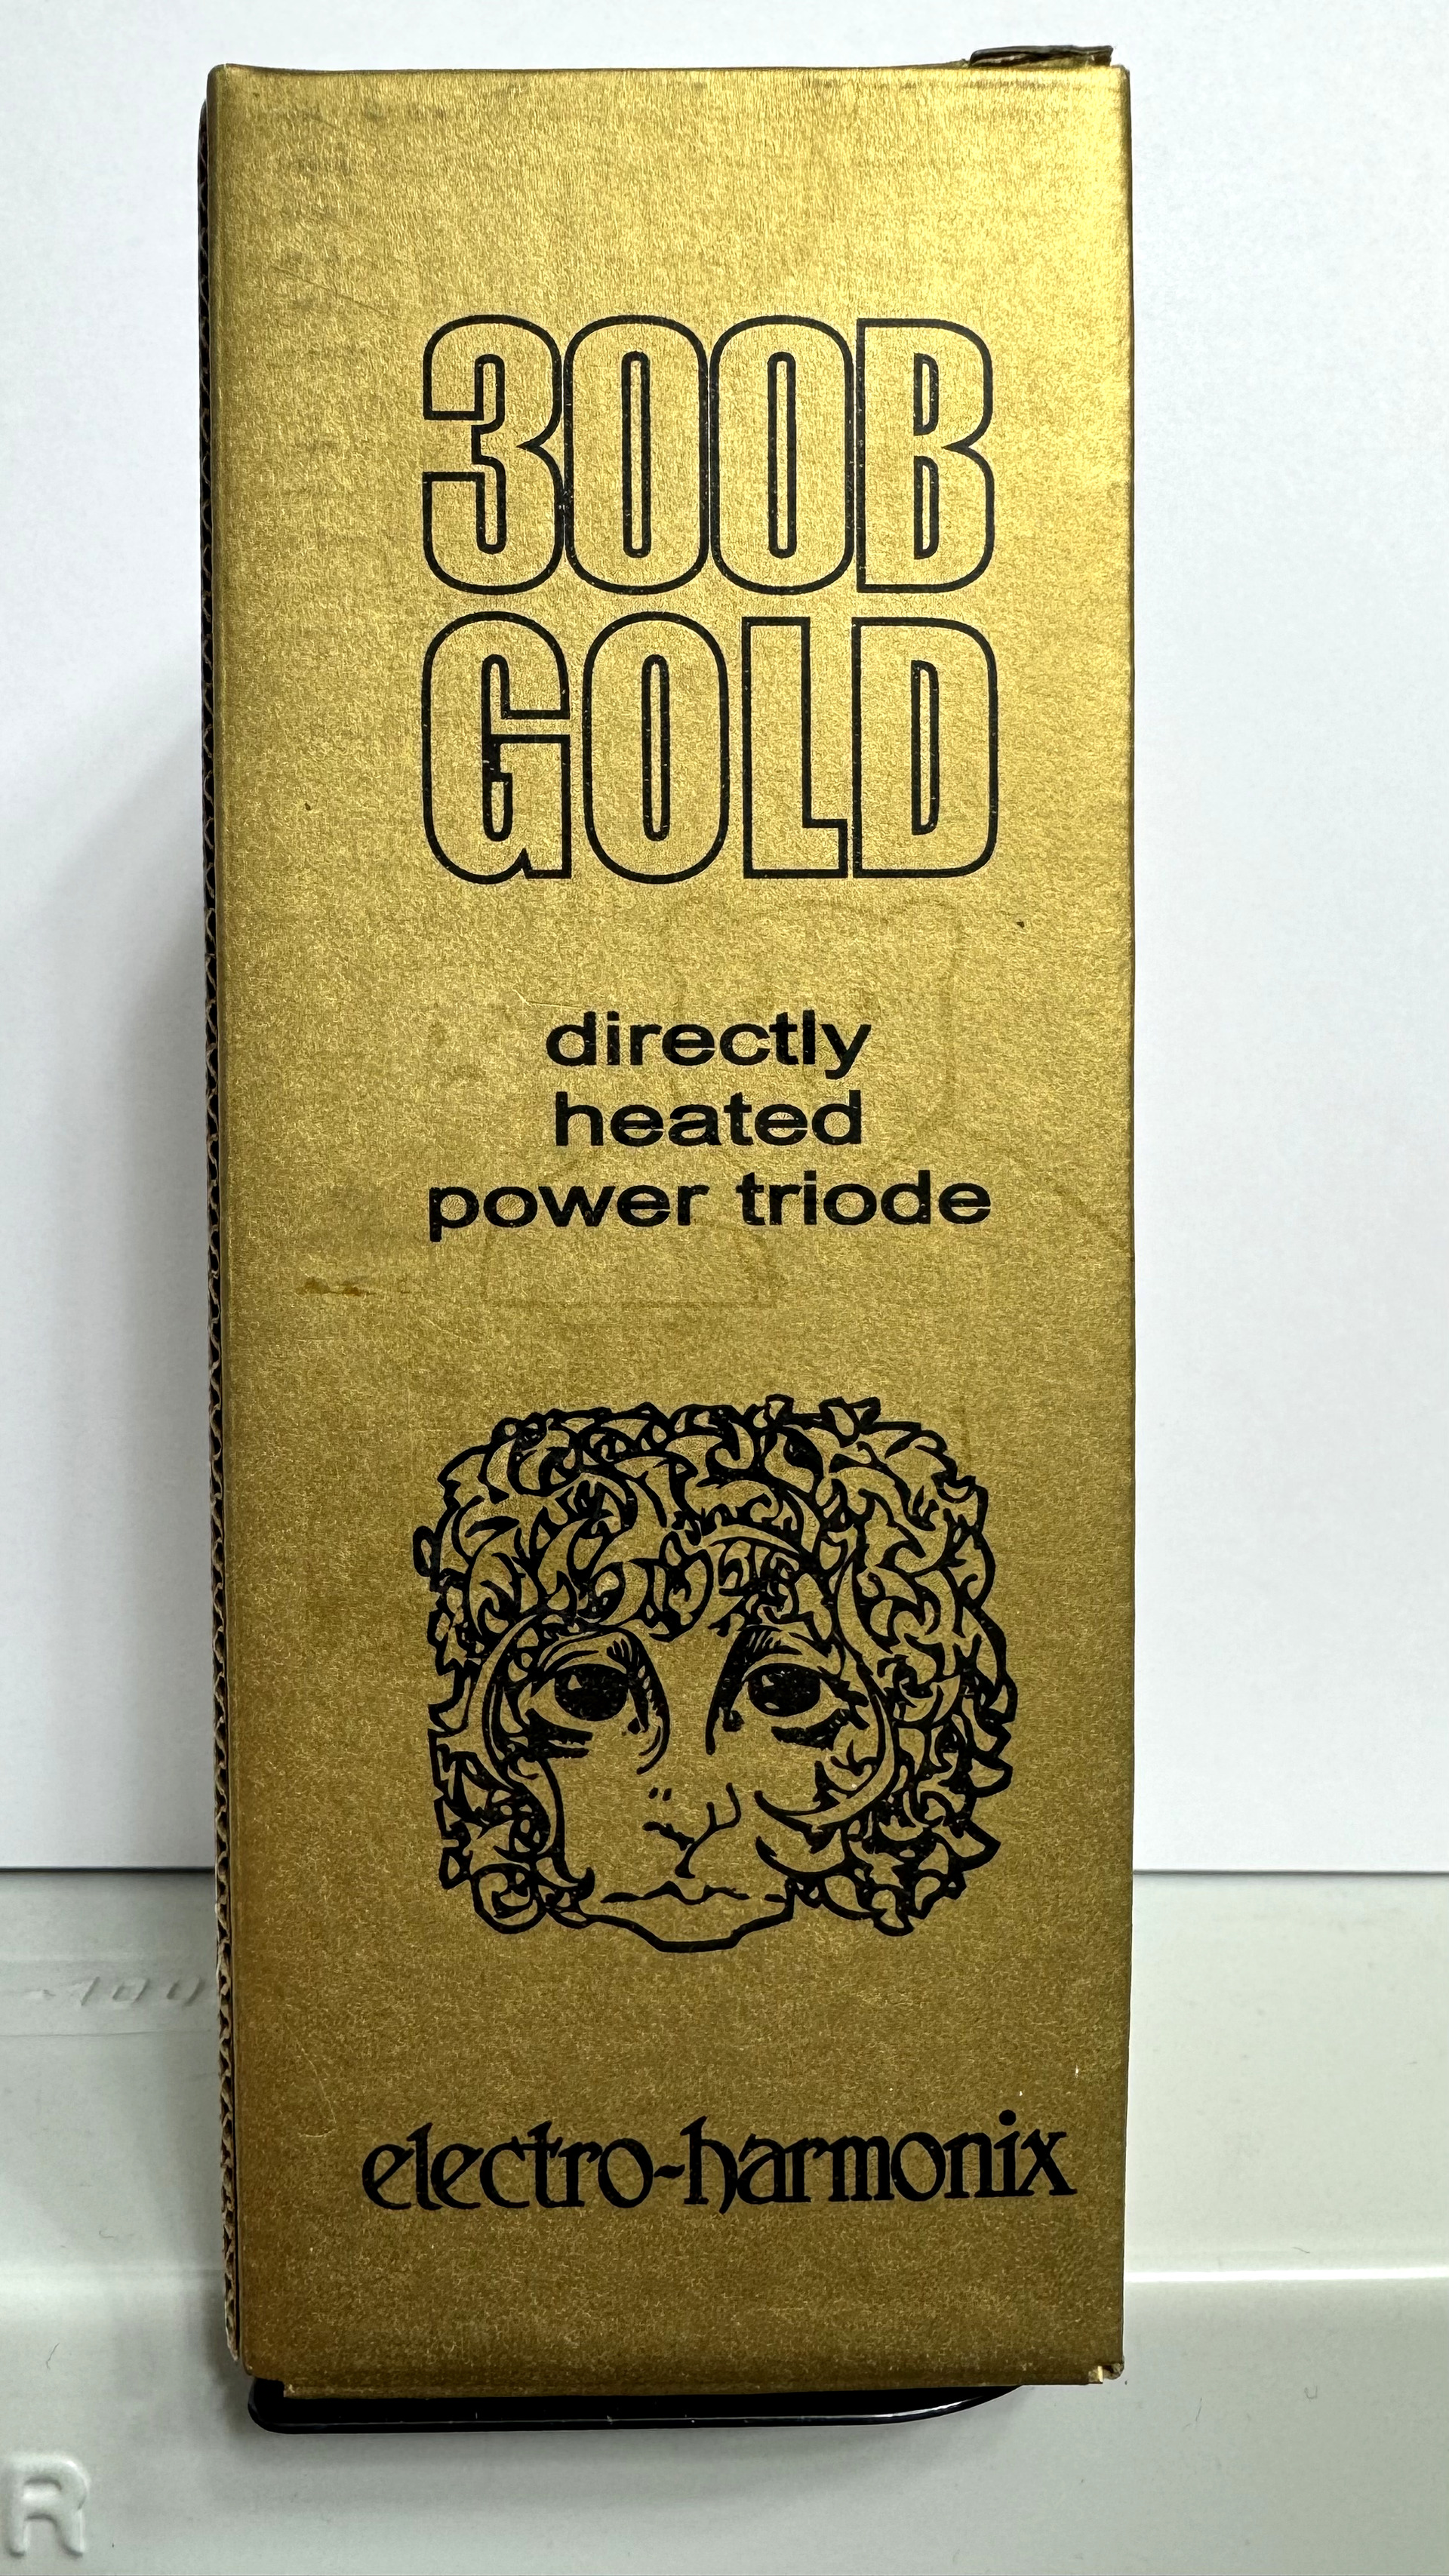 300B
GOLD
directly
heated
power triode
electro-harmonix
R